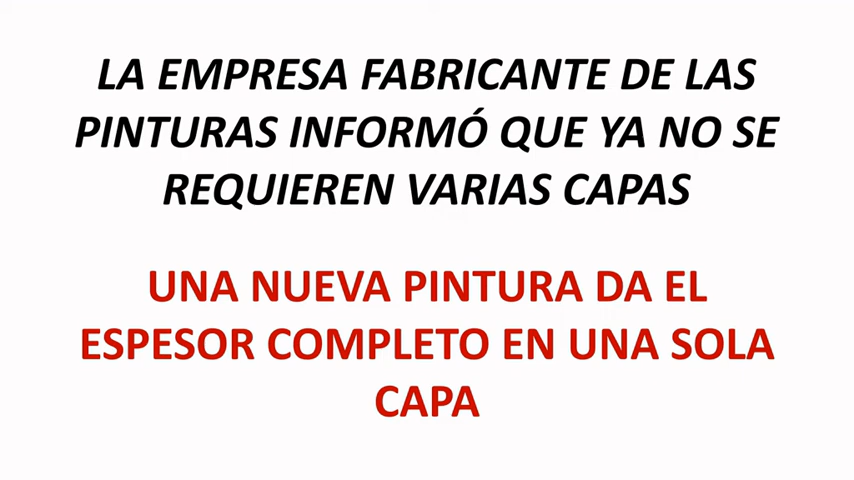 LA EMPRESA FABRICANTE DE LAS
PINTURAS INFORMÓ QUE YA NO SE
REQUIEREN VARIAS CAPAS
UNA NUEVA PINTURA DA EL
ESPESOR COMPLETO EN UNA SOLA
CAPA